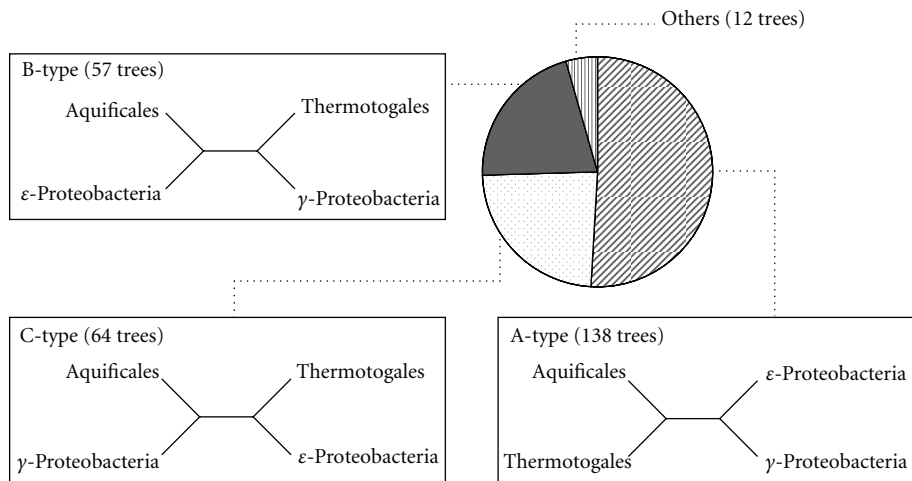 Others (12 trees)
B-type (57 trees)
Aquificales
Thermotogales
ε-Proteobacteria
γ-Proteobacteria
C-type (64 trees)
Aquificales
Thermotogales
γ-Proteobacteria
ε-Proteobacteria
A-type (138 trees)
Aquificales
ε-Proteobacteria
Thermotogales
γ-Proteobacteria